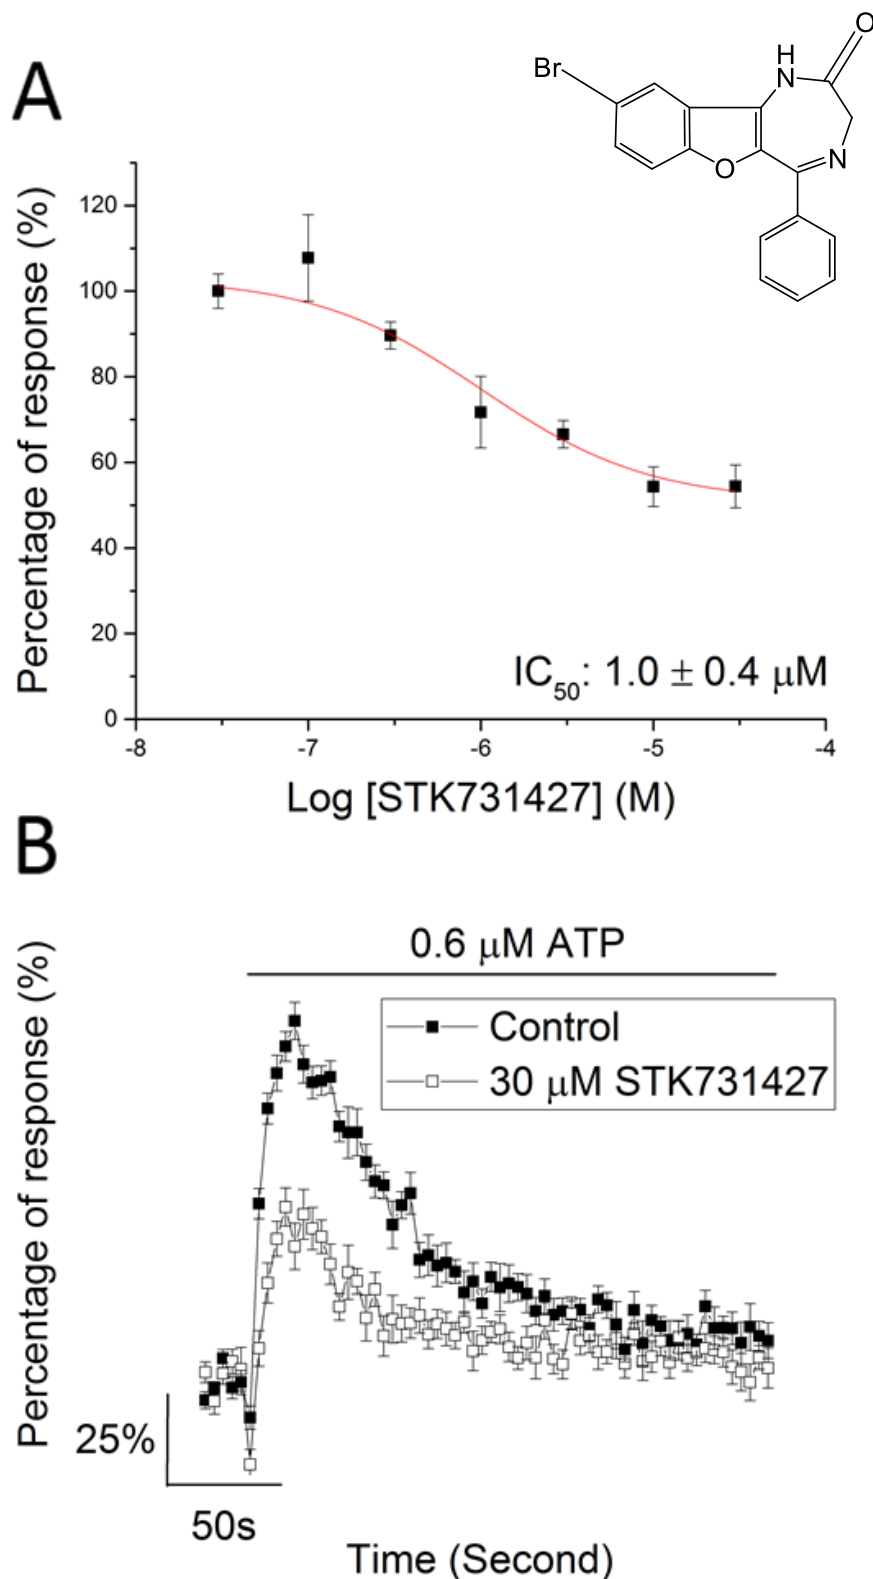 A
Br
H
N
O
N
O
Percentage of response (%)
120
100
80
60
40
20
0
IC50: 1.0 ± 0.4 μM
-8
-7
-6
-5
-4
Log [STK731427] (M)
B
Percentage of response (%)
0.6 μM ATP
Control
30 μM STK731427
25%
50s
Time (Second)